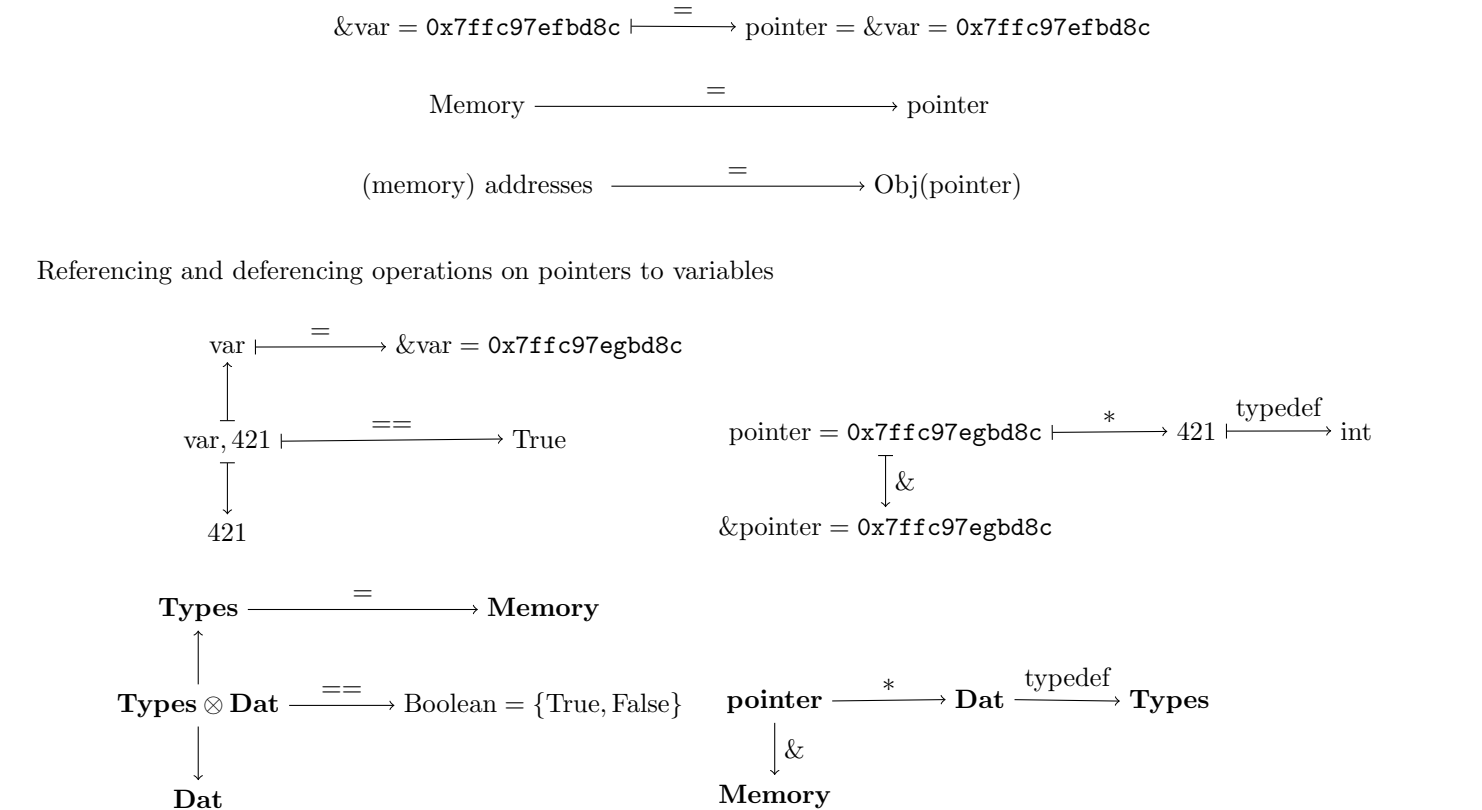 =
&var = 0x7ffc97efbd8c pointer = &var = 0x7ffc97efbd8c
=
Memory pointer
=
(memory) addresses Obj(pointer)
Referencing and deferencing operations on pointers to variables
=
var &var = 0x7ffc97egbd8c
==
var, 421 True
421
* typedef
pointer = 0x7ffc97egbd8c 421 int
&
&pointer = 0x7ffc97egbd8c
=
Types Memory
==
Types ⊗ Dat Boolean = {True, False}
Dat
* typedef
pointer Dat Types
&
Memory